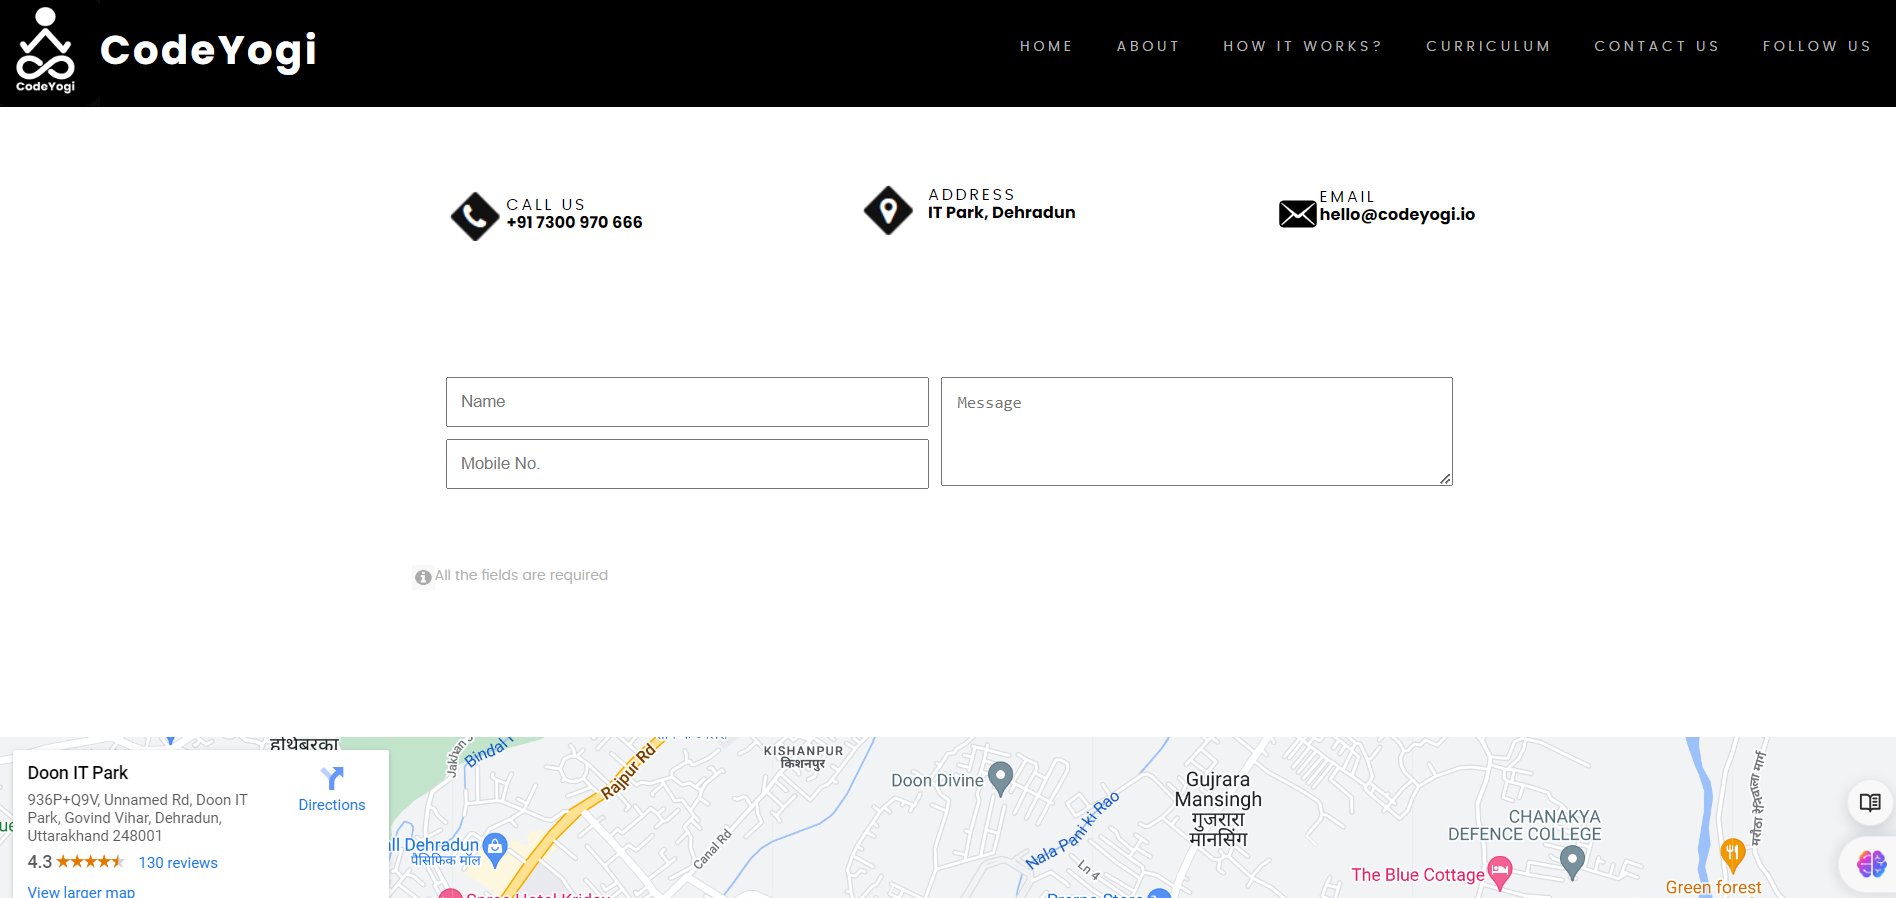 CodeYogi
CodeYogi
HOME ABOUT HOW IT WORKS? CURRICULUM CONTACT US FOLLOW US
CALL US
+91 7300 970 666
ADDRESS
IT Park, Dehradun
EMAIL
hello@codeyogi.io
Name
Mobile No.
Message
All the fields are required
Doon IT Park
936P+Q9V, Unnamed Rd, Doon IT
Park, Govind Vihar, Dehradun,
Uttarakhand 248001
4.3 130 reviews
View larger map
Directions
Rajpur Rd
KISHANPUR
किशनपुर
Doon Divine
Gujrara
Mansingh
गुजरारा
मानसिंग
Nala Pani ki Rao
Canal Rd
Ln 4
Dehradun
पैसिफिक मॉल
CHANAKYA
DEFENCE COLLEGE
The Blue Cottage
Green forest